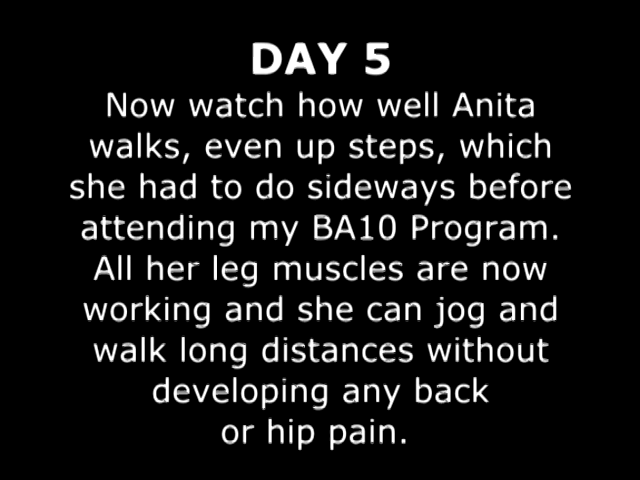 DAY 5
Now watch how well Anita
walks, even up steps, which
she had to do sideways before
attending my BA10 Program.
All her leg muscles are now
working and she can jog and
walk long distances without
developing any back
or hip pain.